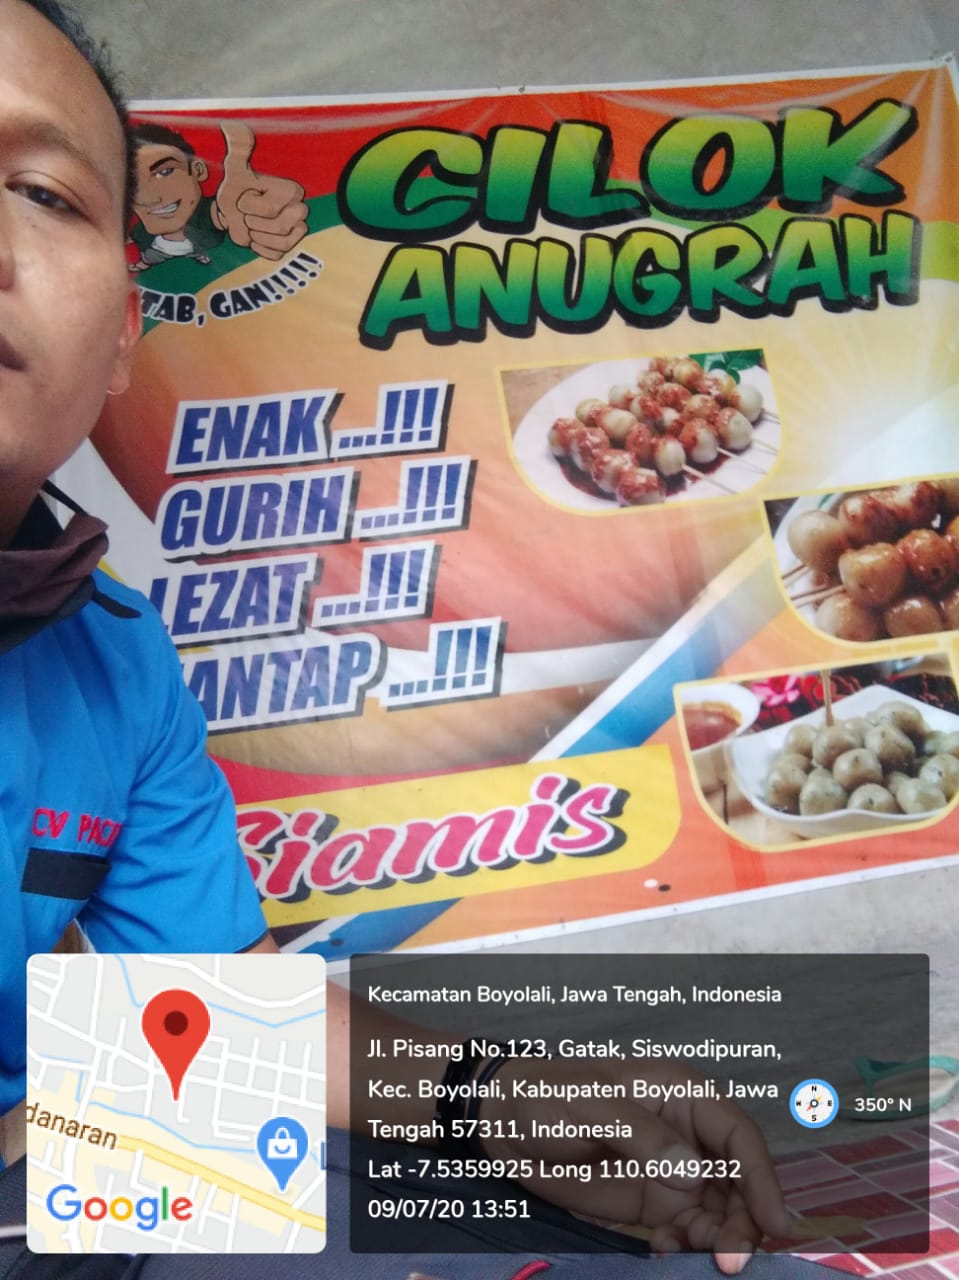 CILOK
ANUGRAH
TAB, GAN!!!!!
ENAK ...!!!
GURIH ...!!!
LEZAT ...!!!
ANTAP ...!!!
Siamis
CV
Kecamatan Boyolali, Jawa Tengah, Indonesia
Jl. Pisang No.123, Gatak, Siswodipuran,
Kec. Boyolali, Kabupaten Boyolali, Jawa
Tengah 57311, Indonesia
Lat -7.5359925 Long 110.6049232
09/07/20 13:51
N
W E
S
350° N
danaran
Google